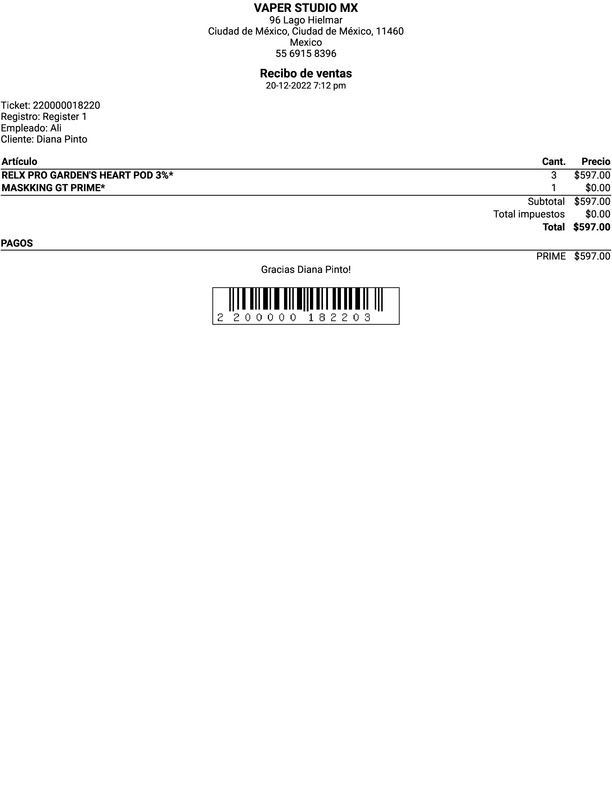 VAPER STUDIO MX
96 Lago Hielmar
Ciudad de México, Ciudad de México, 11460
Mexico
55 6915 8396
Recibo de ventas
20-12-2022 7:12 pm
Ticket: 220000018220
Registro: Register 1
Empleado: Ali
Cliente: Diana Pinto
Artículo Cant. Precio
RELX PRO GARDEN'S HEART POD 3%* 3 $597.00
MASKKING GT PRIME* 1 $0.00
Subtotal $597.00
Total impuestos $0.00
Total $597.00
PAGOS
PRIME $597.00
Gracias Diana Pinto!
2 200000 182203